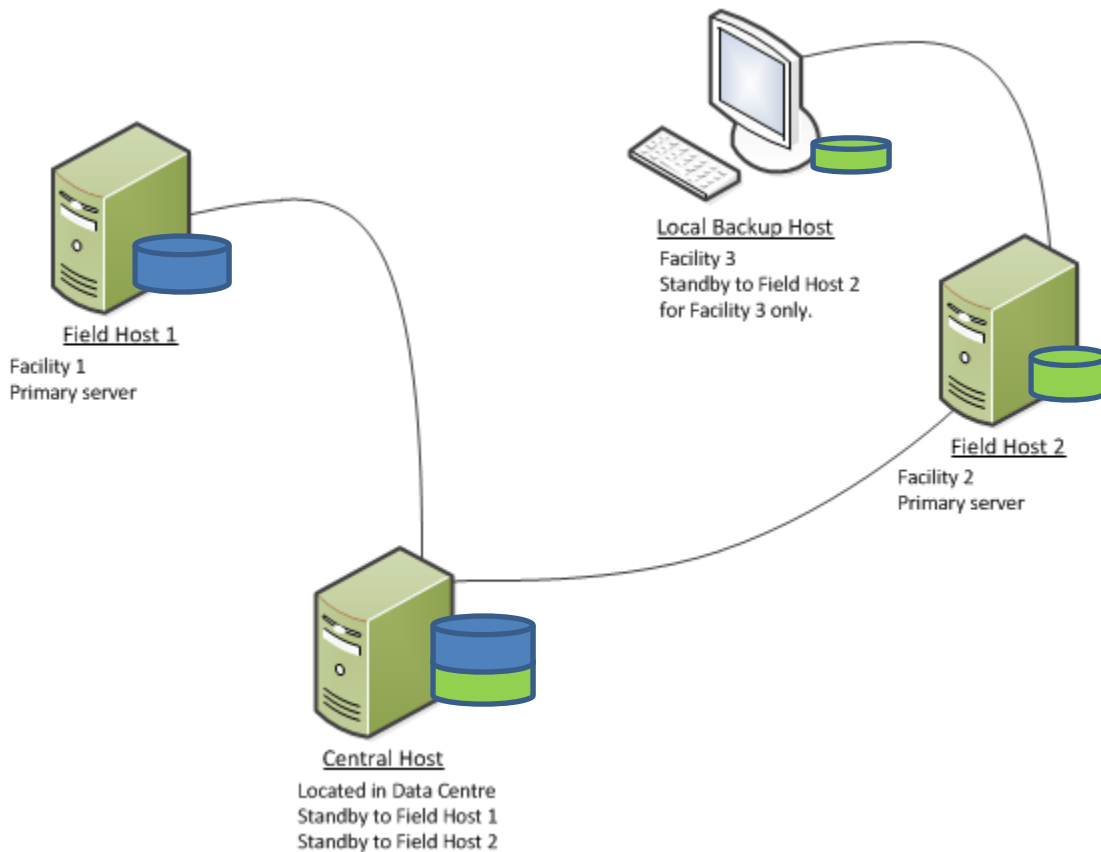 Local Backup Host
Facility 3
Standby to Field Host 2
for Facility 3 only.
Field Host 1
Facility 1
Primary server
Field Host 2
Facility 2
Primary server
Central Host
Located in Data Centre
Standby to Field Host 1
Standby to Field Host 2